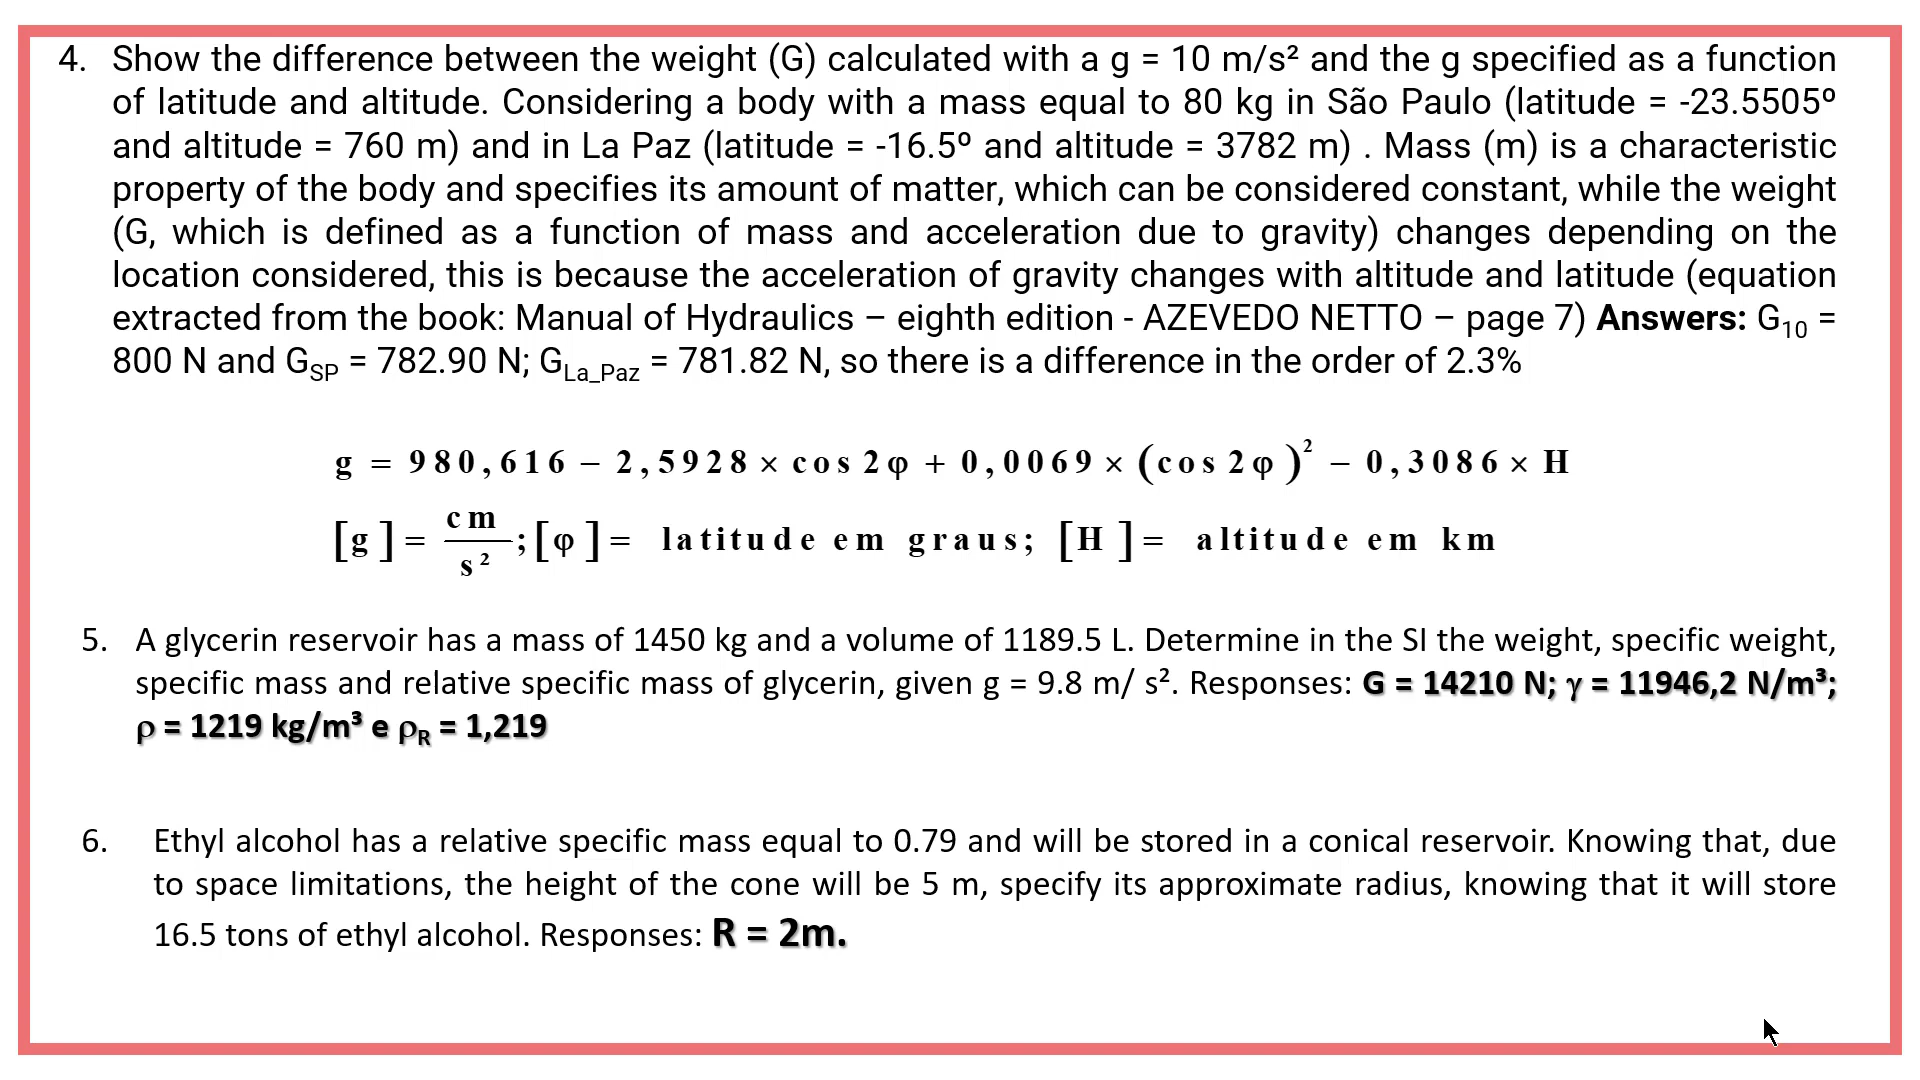 4. Show the difference between the weight (G) calculated with a g = 10 m/s² and the g specified as a function
of latitude and altitude. Considering a body with a mass equal to 80 kg in São Paulo (latitude = -23.5505º
and altitude = 760 m) and in La Paz (latitude = -16.5º and altitude = 3782 m) . Mass (m) is a characteristic
property of the body and specifies its amount of matter, which can be considered constant, while the weight
(G, which is defined as a function of mass and acceleration due to gravity) changes depending on the
location considered, this is because the acceleration of gravity changes with altitude and latitude (equation
extracted from the book: Manual of Hydraulics – eighth edition - AZEVEDO NETTO – page 7) Answers: G₁₀ =
800 N and G_SP = 782.90 N; G_La_Paz = 781.82 N, so there is a difference in the order of 2.3%
g = 980,616 − 2,5928 × cos 2φ + 0,0069 × (cos 2φ)² − 0,3086 × H
[g] = cm/s² ; [φ] = latitude em graus; [H] = altitude em km
5. A glycerin reservoir has a mass of 1450 kg and a volume of 1189.5 L. Determine in the SI the weight, specific weight,
specific mass and relative specific mass of glycerin, given g = 9.8 m/ s². Responses: G = 14210 N; γ = 11946,2 N/m³;
ρ = 1219 kg/m³ e ρ_R = 1,219
6. Ethyl alcohol has a relative specific mass equal to 0.79 and will be stored in a conical reservoir. Knowing that, due
to space limitations, the height of the cone will be 5 m, specify its approximate radius, knowing that it will store
16.5 tons of ethyl alcohol. Responses: R = 2m.